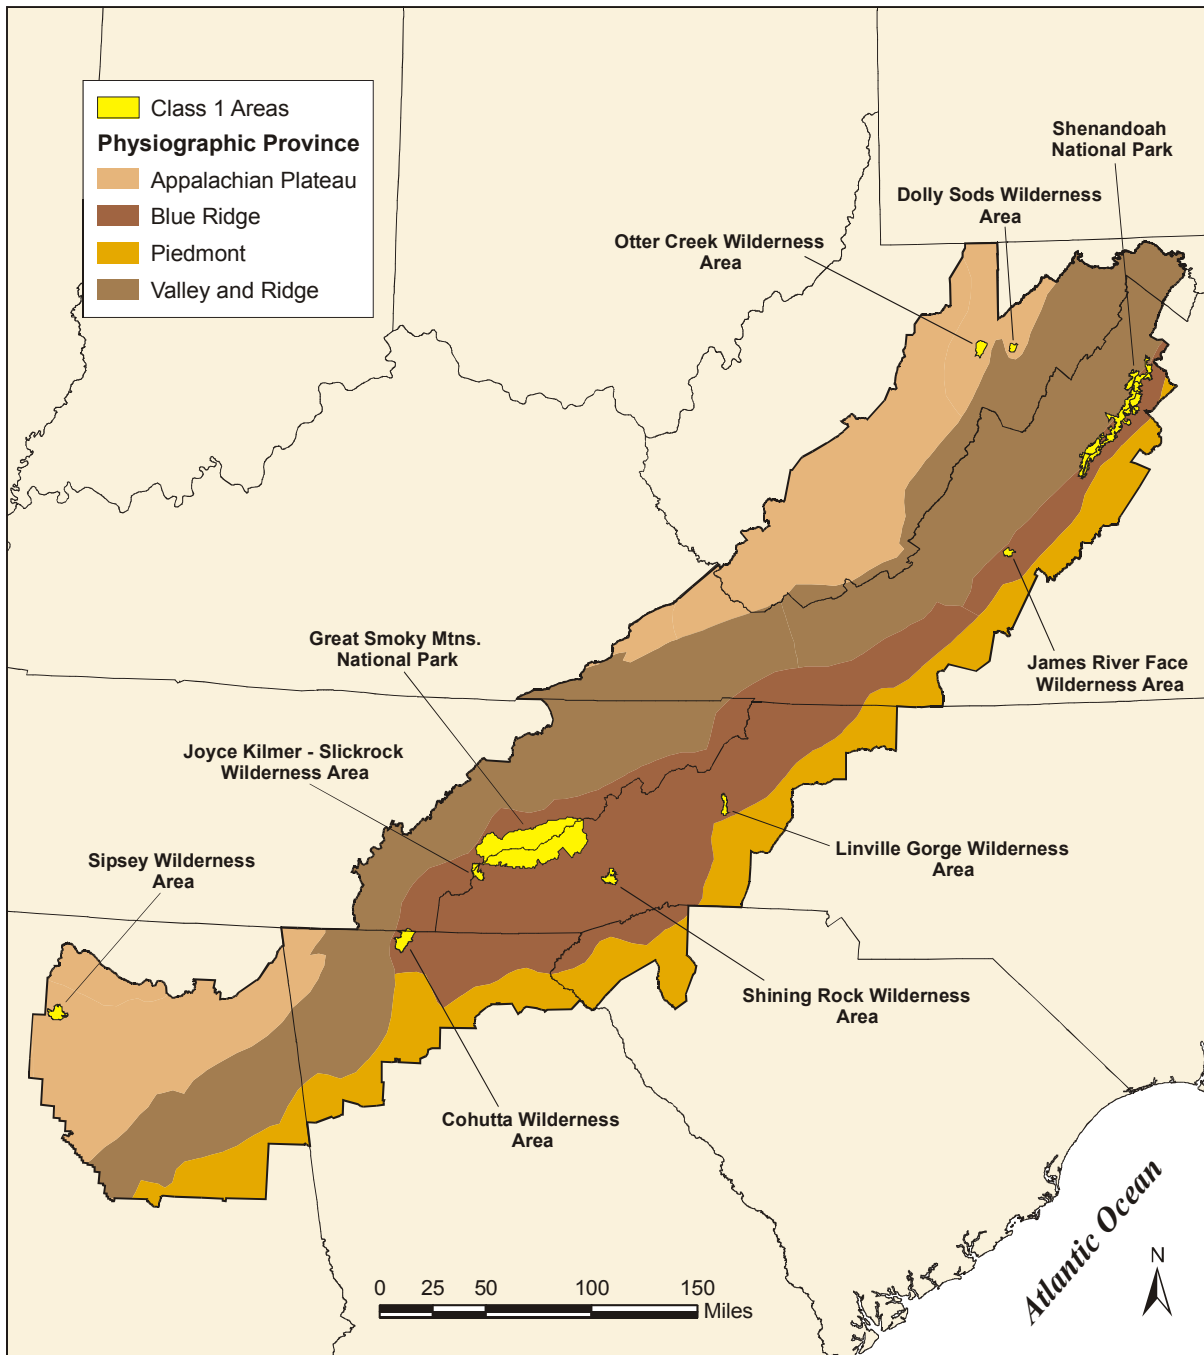 Class 1 Areas
Physiographic Province
Appalachian Plateau
Blue Ridge
Piedmont
Valley and Ridge
Shenandoah
National Park
Dolly Sods Wilderness
Area
Otter Creek Wilderness
Area
Great Smoky Mtns.
National Park
James River Face
Wilderness Area
Joyce Kilmer - Slickrock
Wilderness Area
Sipsey Wilderness
Area
Linville Gorge Wilderness
Area
Shining Rock Wilderness
Area
Cohutta Wilderness
Area
Atlantic Ocean
N
0 25 50 100 150
Miles